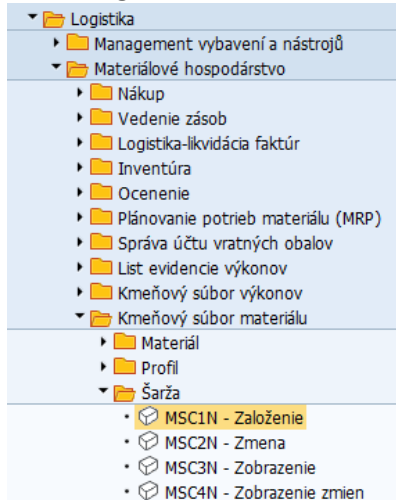 Logistika
Management vybavení a nástrojů
Materiálové hospodárstvo
Nákup
Vedenie zásob
Logistika-likvidácia faktúr
Inventúra
Ocenenie
Plánovanie potrieb materiálu (MRP)
Správa účtu vratných obalov
List evidencie výkonov
Kmeňový súbor výkonov
Kmeňový súbor materiálu
Materiál
Profil
Šarža
MSC1N - Založenie
MSC2N - Zmena
MSC3N - Zobrazenie
MSC4N - Zobrazenie zmien